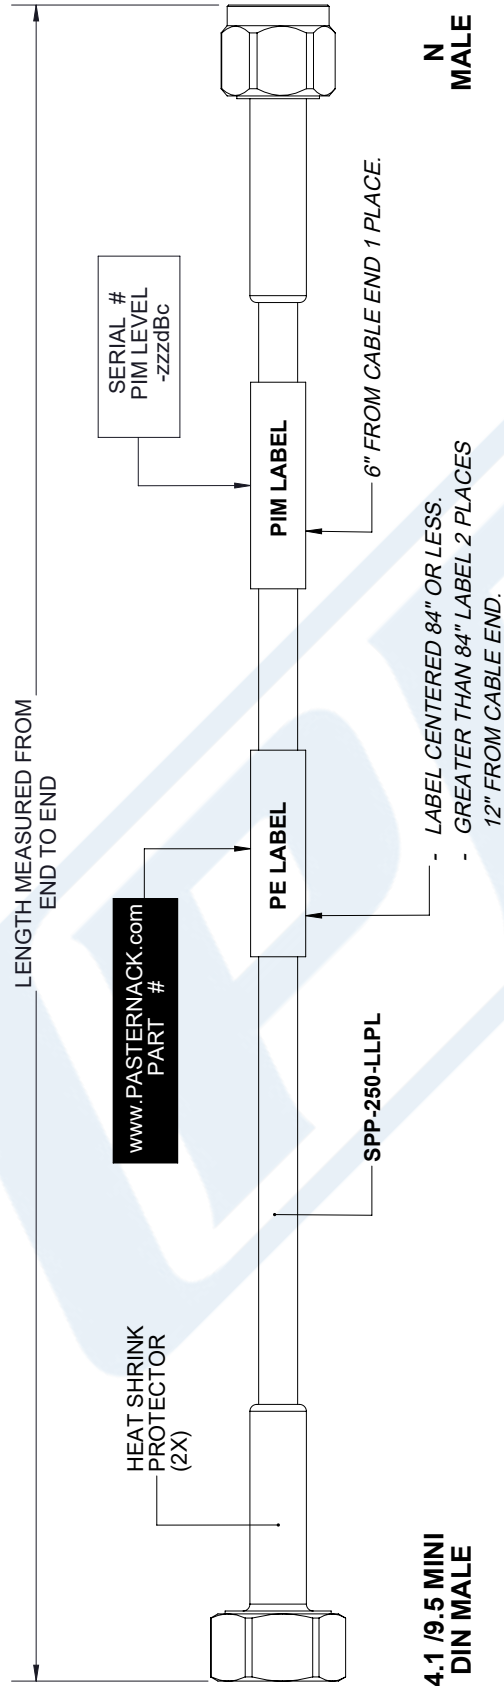 LENGTH MEASURED FROM
END TO END
HEAT SHRINK
PROTECTOR
(2X)
www.PASTERNACK.com
PART #
SERIAL #
PIM LEVEL
-zzzdBc
PE LABEL
PIM LABEL
SPP-250-LLPL
6" FROM CABLE END 1 PLACE.
- LABEL CENTERED 84" OR LESS.
- GREATER THAN 84" LABEL 2 PLACES
12" FROM CABLE END.
4.1 /9.5 MINI
DIN MALE
N
MALE